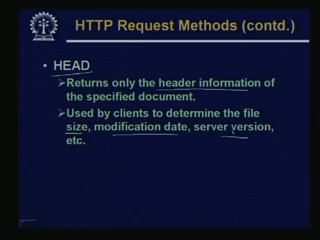 HTTP Request Methods (contd.)
• HEAD
➢Returns only the header information of
the specified document.
➢Used by clients to determine the file
size, modification date, server version,
etc.